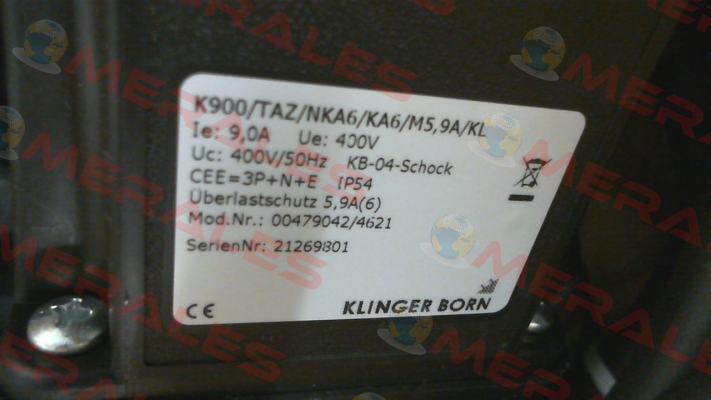 K900/TAZ/NKA6/KA6/M5,9A/KL
Ie: 9,0A Ue: 400V
Uc: 400V/50Hz KB-04-Schock
CEE=3P+N+E IP54
Überlastschutz 5,9A(6)
Mod.Nr.: 00479042/4621
SerienNr: 21269801
CE KLINGER BORN
MERALES
MERALES
MERALES
MERALES
MERALES